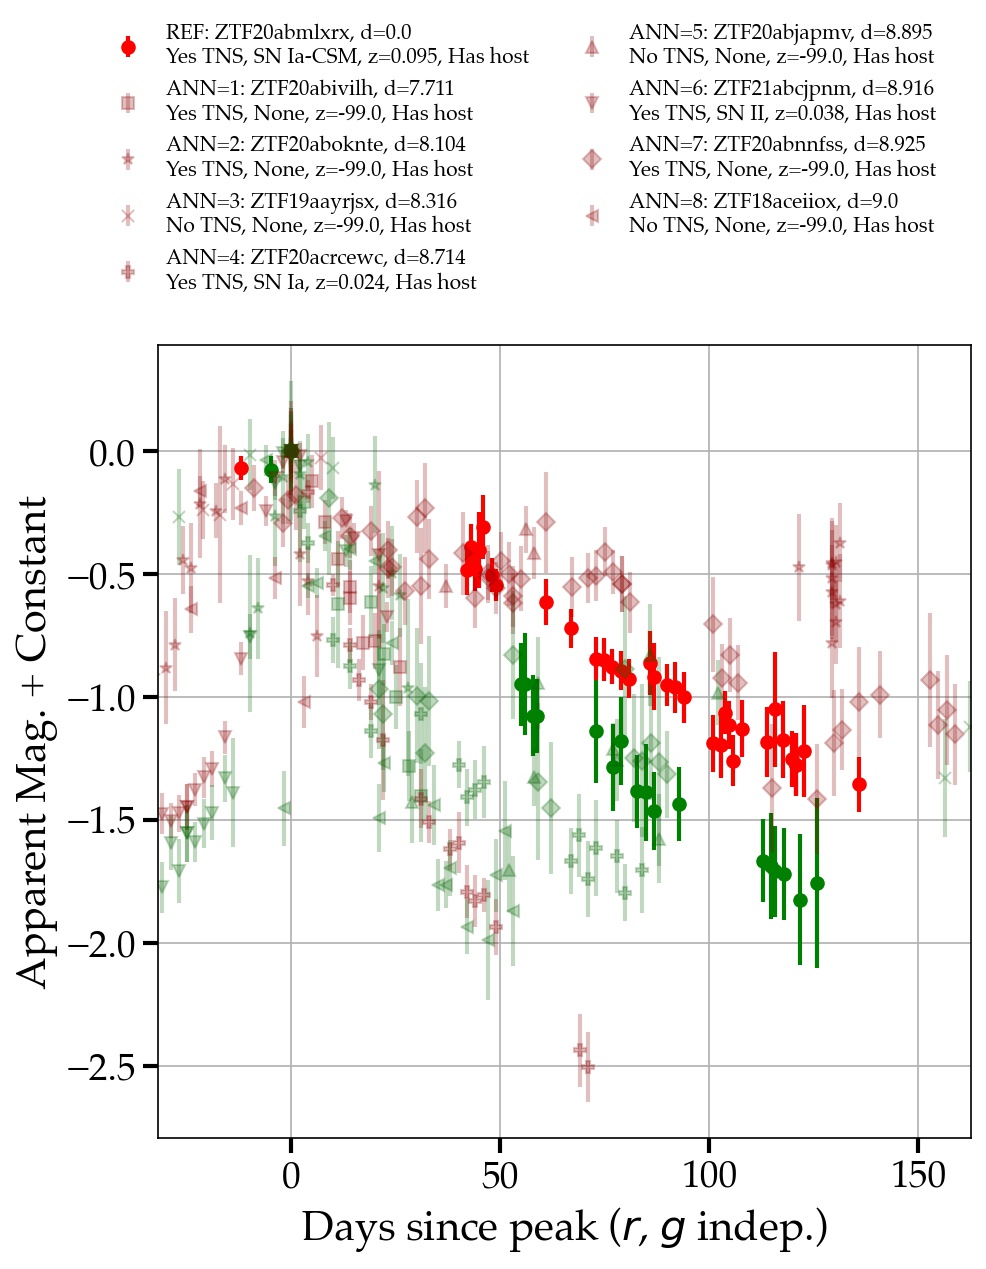 REF: ZTF20abmlxrx, d=0.0
Yes TNS, SN Ia-CSM, z=0.095, Has host
ANN=1: ZTF20abivilh, d=7.711
Yes TNS, None, z=-99.0, Has host
ANN=2: ZTF20aboknte, d=8.104
Yes TNS, None, z=-99.0, Has host
ANN=3: ZTF19aayrjsx, d=8.316
No TNS, None, z=-99.0, Has host
ANN=4: ZTF20acrcewc, d=8.714
Yes TNS, SN Ia, z=0.024, Has host
ANN=5: ZTF20abjapmv, d=8.895
No TNS, None, z=-99.0, Has host
ANN=6: ZTF21abcjpnm, d=8.916
Yes TNS, SN II, z=0.038, Has host
ANN=7: ZTF20abnnfss, d=8.925
Yes TNS, None, z=-99.0, Has host
ANN=8: ZTF18aceiiox, d=9.0
No TNS, None, z=-99.0, Has host
Apparent Mag. + Constant
0.0
−0.5
−1.0
−1.5
−2.0
−2.5
0 50 100 150
Days since peak (r, g indep.)